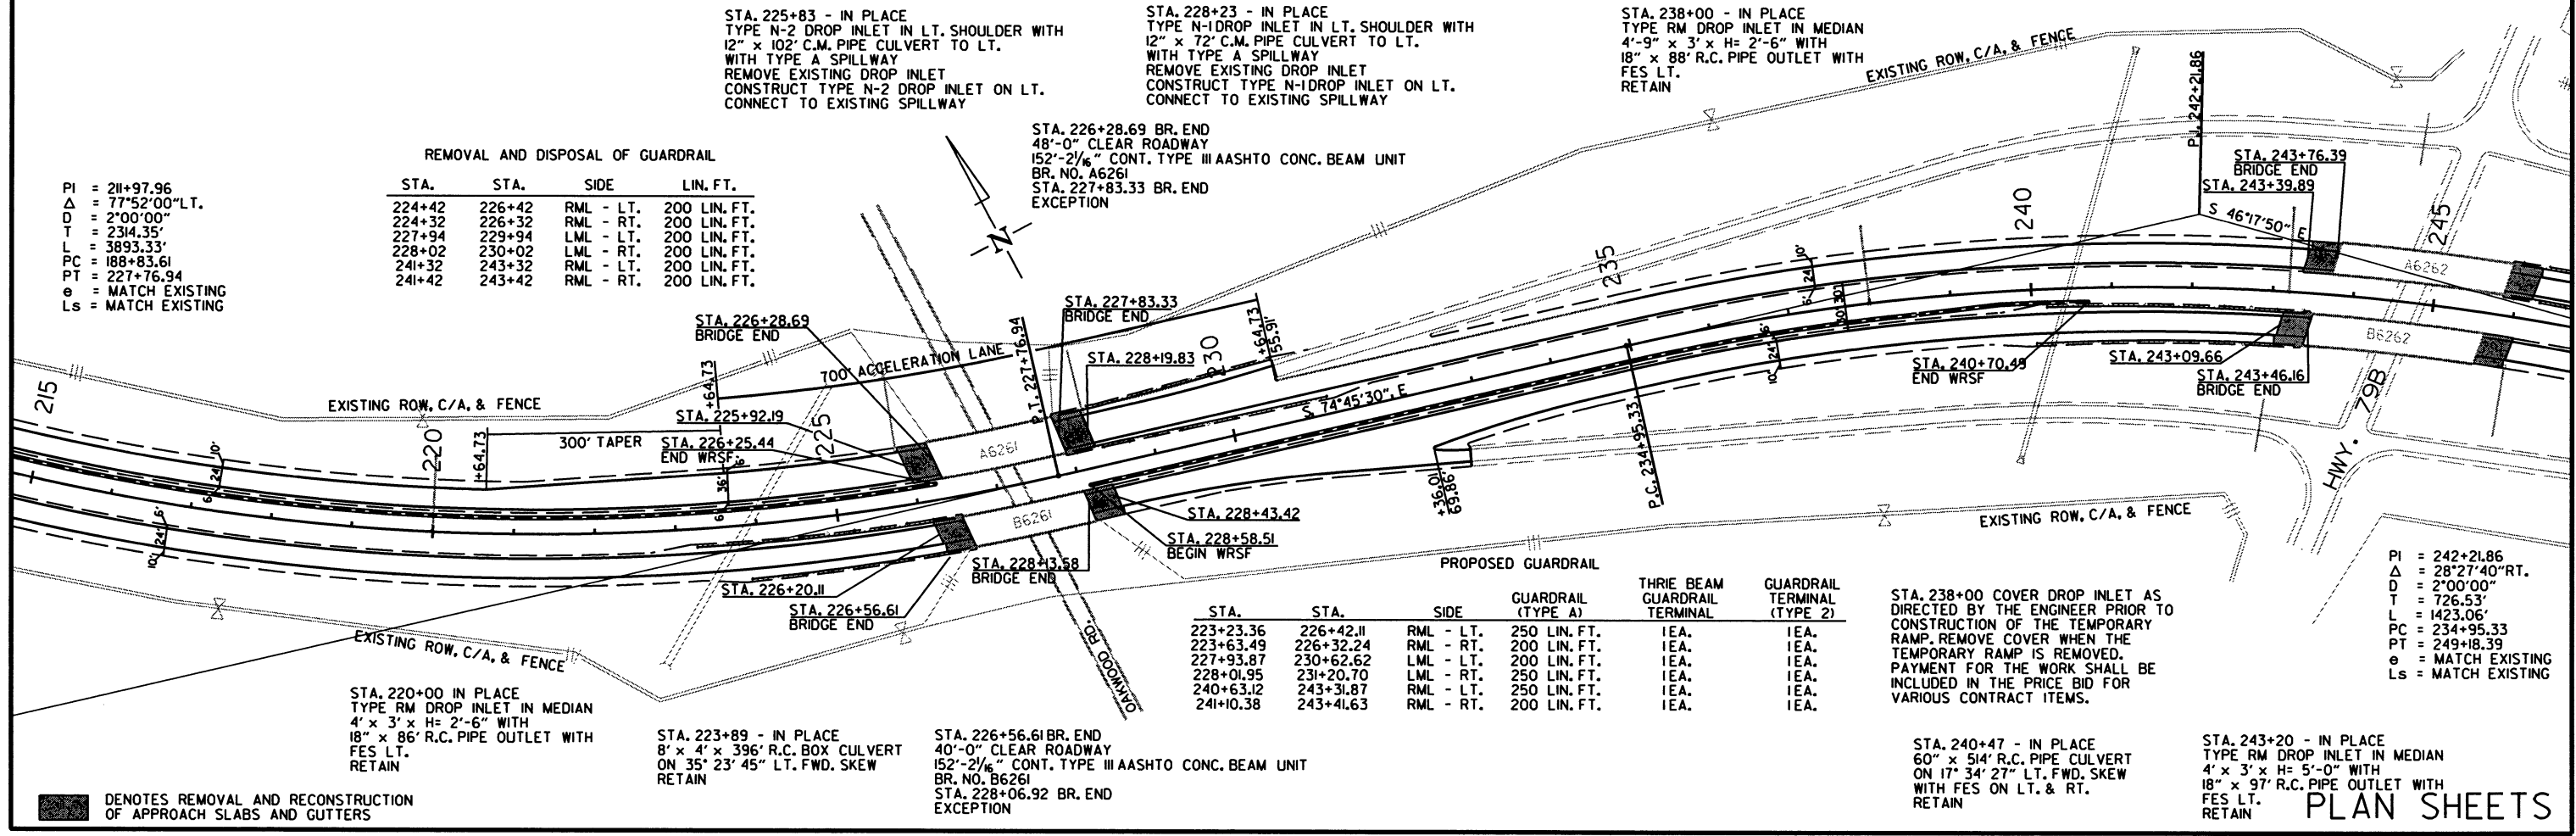 STA. 225+83 - IN PLACE
TYPE N-2 DROP INLET IN LT. SHOULDER WITH
12" x 102' C.M. PIPE CULVERT TO LT.
WITH TYPE A SPILLWAY
REMOVE EXISTING DROP INLET
CONSTRUCT TYPE N-2 DROP INLET ON LT.
CONNECT TO EXISTING SPILLWAY
STA. 228+23 - IN PLACE
TYPE N-1 DROP INLET IN LT. SHOULDER WITH
12" x 72' C.M. PIPE CULVERT TO LT.
WITH TYPE A SPILLWAY
REMOVE EXISTING DROP INLET
CONSTRUCT TYPE N-1 DROP INLET ON LT.
CONNECT TO EXISTING SPILLWAY
STA. 238+00 - IN PLACE
TYPE RM DROP INLET IN MEDIAN
4'-9" x 3' x H= 2'-6" WITH
18" x 88' R.C. PIPE OUTLET WITH
FES LT.
RETAIN
EXISTING ROW, C/A, & FENCE
P.I. 242+21.86
STA. 226+28.69 BR. END
48'-0" CLEAR ROADWAY
152'-2 1/16" CONT. TYPE III AASHTO CONC. BEAM UNIT
BR. NO. A6261
STA. 227+83.33 BR. END
EXCEPTION
REMOVAL AND DISPOSAL OF GUARDRAIL
STA. STA. SIDE LIN. FT.
224+42 226+42 RML - LT. 200 LIN. FT.
224+32 226+32 RML - RT. 200 LIN. FT.
227+94 229+94 LML - LT. 200 LIN. FT.
228+02 230+02 LML - RT. 200 LIN. FT.
241+32 243+32 RML - LT. 200 LIN. FT.
241+42 243+42 RML - RT. 200 LIN. FT.
PI = 211+97.96
Δ = 77°52'00"LT.
D = 2°00'00"
T = 2314.35'
L = 3893.33'
PC = 188+83.61
PT = 227+76.94
e = MATCH EXISTING
Ls = MATCH EXISTING
N
STA. 243+76.39
BRIDGE END
STA. 243+39.89
S 46°17'50" E
240
245
235
230
A6262
B6262
STA. 227+83.33
BRIDGE END
STA. 226+28.69
BRIDGE END
P.T. 227+76.94
+64.73
55.91'
STA. 228+19.83
700' ACCELERATION LANE
+64.73
10'
24'
6'
30'
30'
6'
24'
10'
STA. 240+70.49
END WRSF
STA. 243+09.66
STA. 243+46.16
BRIDGE END
HWY. 79B
215
EXISTING ROW, C/A, & FENCE
STA. 225+92.19
225
S 74°45'30" E
220
+64.73
300' TAPER
STA. 226+25.44
END WRSF
A6261
10'
24'
6'
6'
36'
6'
+36.01
69.86'
P.C. 234+95.33
6'
24'
10'
B6261
STA. 228+43.42
STA. 228+58.51
BEGIN WRSF
EXISTING ROW, C/A, & FENCE
STA. 228+13.58
BRIDGE END
STA. 226+20.11
STA. 226+56.61
BRIDGE END
EXISTING ROW, C/A, & FENCE
OAKWOOD RD.
PROPOSED GUARDRAIL
STA. STA. SIDE GUARDRAIL (TYPE A) THRIE BEAM GUARDRAIL TERMINAL GUARDRAIL TERMINAL (TYPE 2)
223+23.36 226+42.11 RML - LT. 250 LIN. FT. 1 EA. 1 EA.
223+63.49 226+32.24 RML - RT. 200 LIN. FT. 1 EA. 1 EA.
227+93.87 230+62.62 LML - LT. 200 LIN. FT. 1 EA. 1 EA.
228+01.95 231+20.70 LML - RT. 250 LIN. FT. 1 EA. 1 EA.
240+63.12 243+31.87 RML - LT. 250 LIN. FT. 1 EA. 1 EA.
241+10.38 243+41.63 RML - RT. 200 LIN. FT. 1 EA. 1 EA.
STA. 238+00 COVER DROP INLET AS
DIRECTED BY THE ENGINEER PRIOR TO
CONSTRUCTION OF THE TEMPORARY
RAMP. REMOVE COVER WHEN THE
TEMPORARY RAMP IS REMOVED.
PAYMENT FOR THE WORK SHALL BE
INCLUDED IN THE PRICE BID FOR
VARIOUS CONTRACT ITEMS.
PI = 242+21.86
Δ = 28°27'40"RT.
D = 2°00'00"
T = 726.53'
L = 1423.06'
PC = 234+95.33
PT = 249+18.39
e = MATCH EXISTING
Ls = MATCH EXISTING
STA. 220+00 IN PLACE
TYPE RM DROP INLET IN MEDIAN
4' x 3' x H= 2'-6" WITH
18" x 86' R.C. PIPE OUTLET WITH
FES LT.
RETAIN
STA. 223+89 - IN PLACE
8' x 4' x 396' R.C. BOX CULVERT
ON 35° 23' 45" LT. FWD. SKEW
RETAIN
STA. 226+56.61 BR. END
40'-0" CLEAR ROADWAY
152'-2 1/16" CONT. TYPE III AASHTO CONC. BEAM UNIT
BR. NO. B6261
STA. 228+06.92 BR. END
EXCEPTION
STA. 240+47 - IN PLACE
60" x 514' R.C. PIPE CULVERT
ON 17° 34' 27" LT. FWD. SKEW
WITH FES ON LT. & RT.
RETAIN
STA. 243+20 - IN PLACE
TYPE RM DROP INLET IN MEDIAN
4' x 3' x H= 5'-0" WITH
18" x 97' R.C. PIPE OUTLET WITH
FES LT.
RETAIN
DENOTES REMOVAL AND RECONSTRUCTION
OF APPROACH SLABS AND GUTTERS
PLAN SHEETS